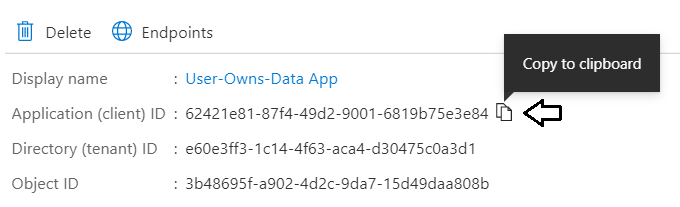 Delete Endpoints
Copy to clipboard
Display name : User-Owns-Data App
Application (client) ID : 62421e81-87f4-49d2-9001-6819b75e3e84
Directory (tenant) ID : e60e3ff3-1c14-4f63-aca4-d30475c0a3d1
Object ID : 3b48695f-a902-4d2c-9da7-15d49daa808b